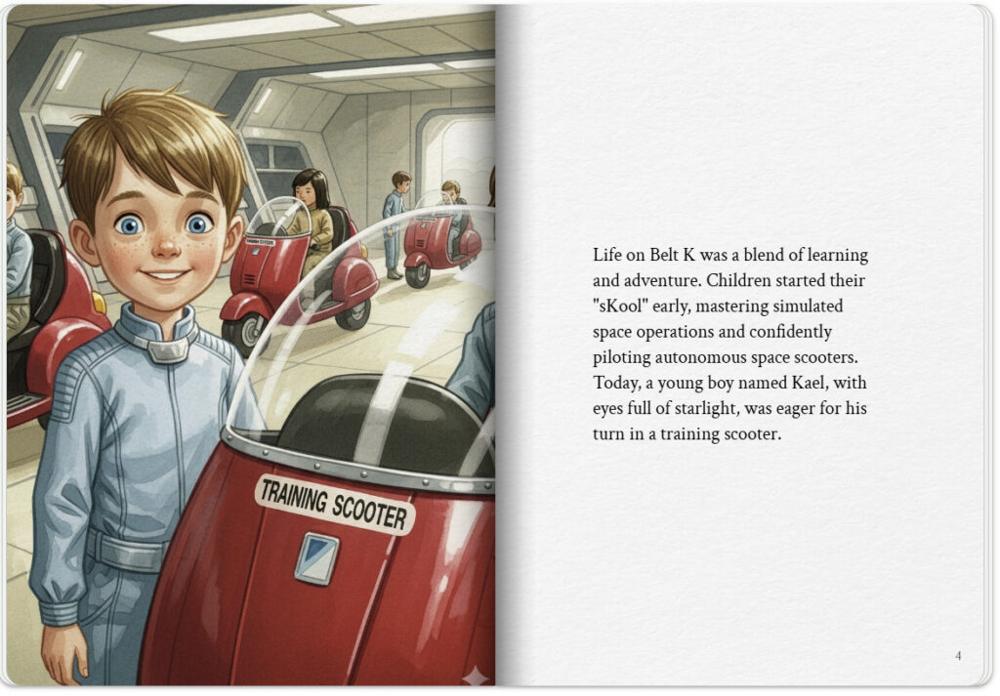 TRAINING SCOOTER
Life on Belt K was a blend of learning
and adventure. Children started their
"sKool" early, mastering simulated
space operations and confidently
piloting autonomous space scooters.
Today, a young boy named Kael, with
eyes full of starlight, was eager for his
turn in a training scooter.
4